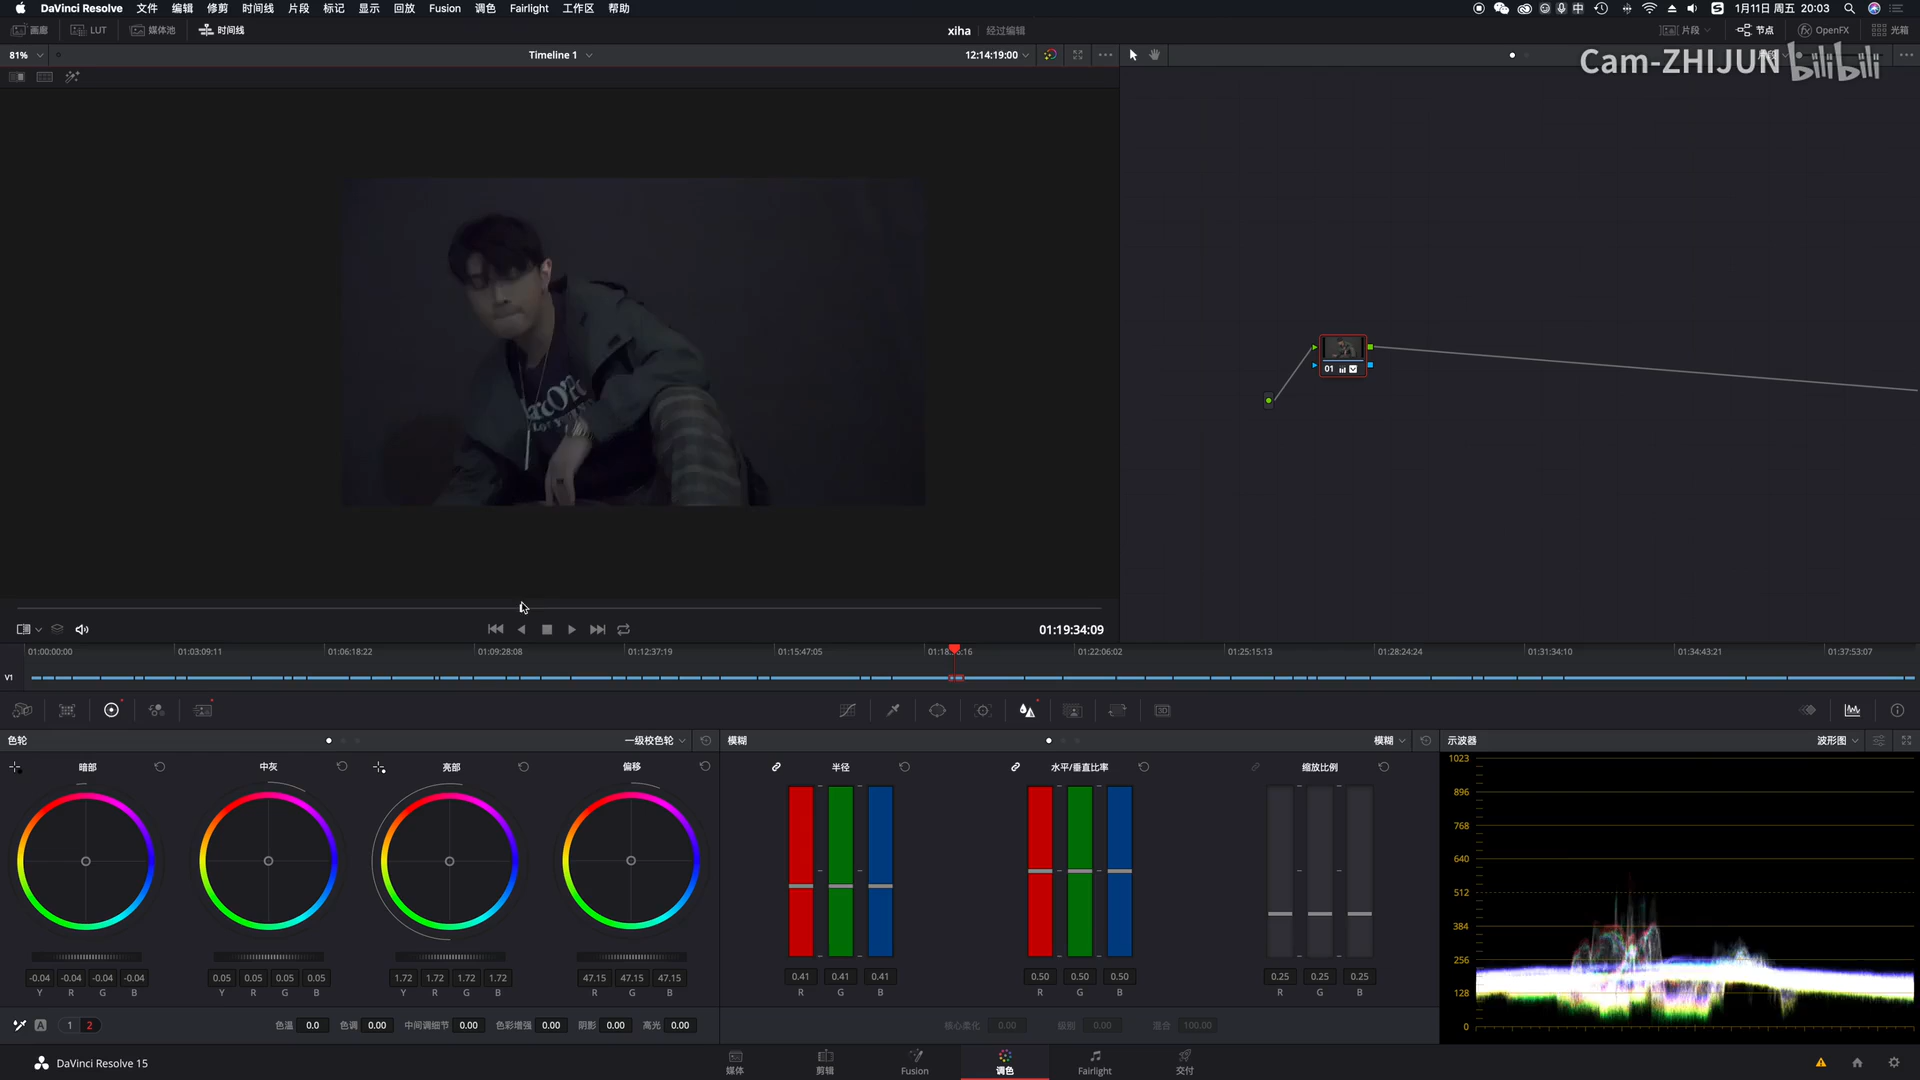 DaVinci Resolve 文件 编辑 修剪 时间线 片段 标记 显示 回放 Fusion 调色 Fairlight 工作区 帮助
中 S 1月11日 周五 20:03
画廊 LUT 媒体池 时间线 xiha 经过编辑 片段 节点 OpenFX 光箱
81% Timeline 1 12:14:19:00
Cam-ZHIJUN bilibili
01
01:19:34:09
01:00:00:00 01:03:09:11 01:06:18:22 01:09:28:08 01:12:37:19 01:15:47:05 01:22:06:02 01:25:15:13 01:28:24:24 01:31:34:10 01:34:43:21 01:37:53:07
V1
3D
色轮 一级校色轮 模糊 模糊 示波器 波形图
暗部 中灰 亮部 偏移 半径 水平/垂直比率 缩放比例
1023
896
768
640
512
384
256
128
0
-0.04 -0.04 -0.04 -0.04 0.05 0.05 0.05 0.05 1.72 1.72 1.72 1.72 47.15 47.15 47.15 0.41 0.41 0.41 0.50 0.50 0.50 0.25 0.25 0.25
Y R G B Y R G B Y R G B R G B R G B R G B R G B
A 1 2 色温 0.0 色调 0.00 中间调细节 0.00 色彩增强 0.00 阴影 0.00 高光 0.00 核心柔化 0.00 级别 0.00 混合 100.00
DaVinci Resolve 15 媒体 剪辑 Fusion 调色 Fairlight 交付